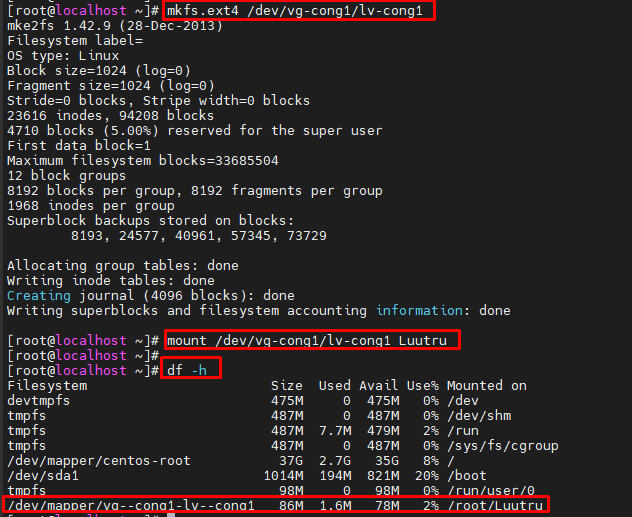 [root@localhost ~]# mkfs.ext4 /dev/vg-cong1/lv-cong1
mke2fs 1.42.9 (28-Dec-2013)
Filesystem label=
OS type: Linux
Block size=1024 (log=0)
Fragment size=1024 (log=0)
Stride=0 blocks, Stripe width=0 blocks
23616 inodes, 94208 blocks
4710 blocks (5.00%) reserved for the super user
First data block=1
Maximum filesystem blocks=33685504
12 block groups
8192 blocks per group, 8192 fragments per group
1968 inodes per group
Superblock backups stored on blocks:
        8193, 24577, 40961, 57345, 73729

Allocating group tables: done
Writing inode tables: done
Creating journal (4096 blocks): done
Writing superblocks and filesystem accounting information: done

[root@localhost ~]# mount /dev/vg-cong1/lv-cong1 Luutru
[root@localhost ~]#
[root@localhost ~]# df -h
Filesystem                       Size  Used Avail Use% Mounted on
devtmpfs                         475M     0  475M   0% /dev
tmpfs                            487M     0  487M   0% /dev/shm
tmpfs                            487M  7.7M  479M   2% /run
tmpfs                            487M     0  487M   0% /sys/fs/cgroup
/dev/mapper/centos-root           37G  2.7G   35G   8% /
/dev/sda1                       1014M  194M  821M  20% /boot
tmpfs                             98M     0   98M   0% /run/user/0
/dev/mapper/vg--cong1-lv--cong1   86M  1.6M   78M   2% /root/Luutru